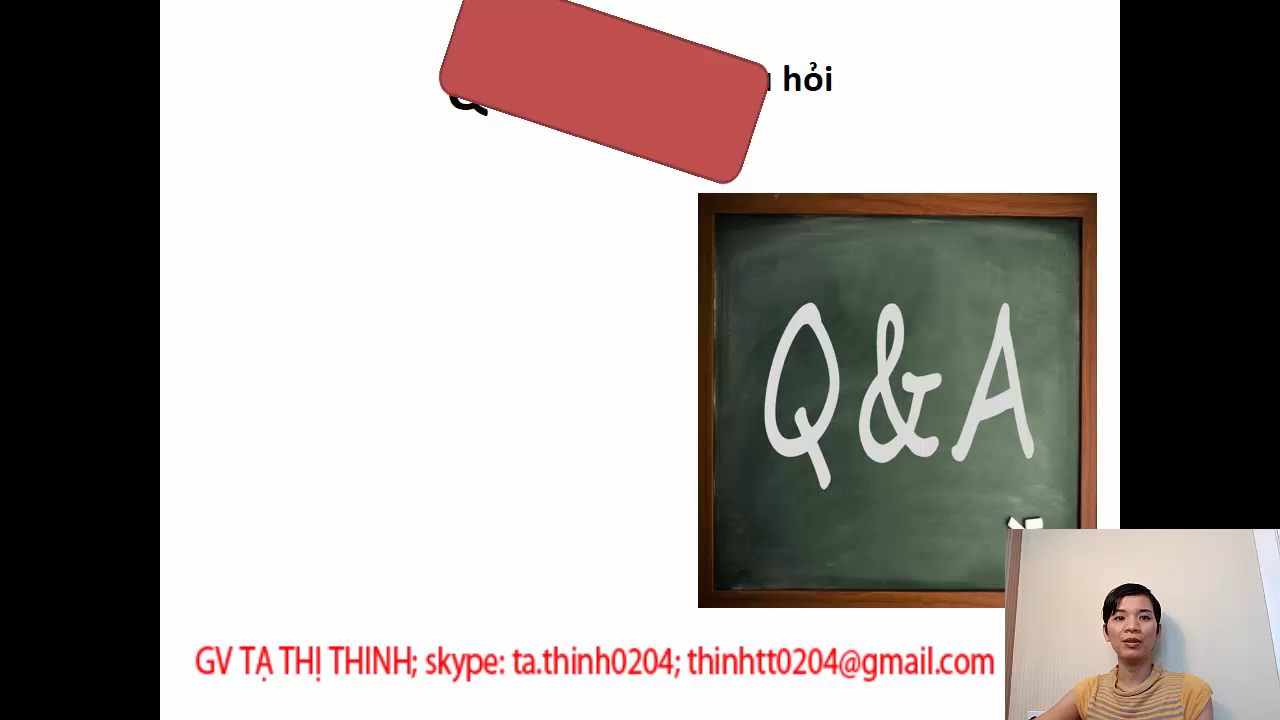 hỏi
Q&A
GV TẠ THỊ THINH; skype: ta.thinh0204; thinhtt0204@gmail.com